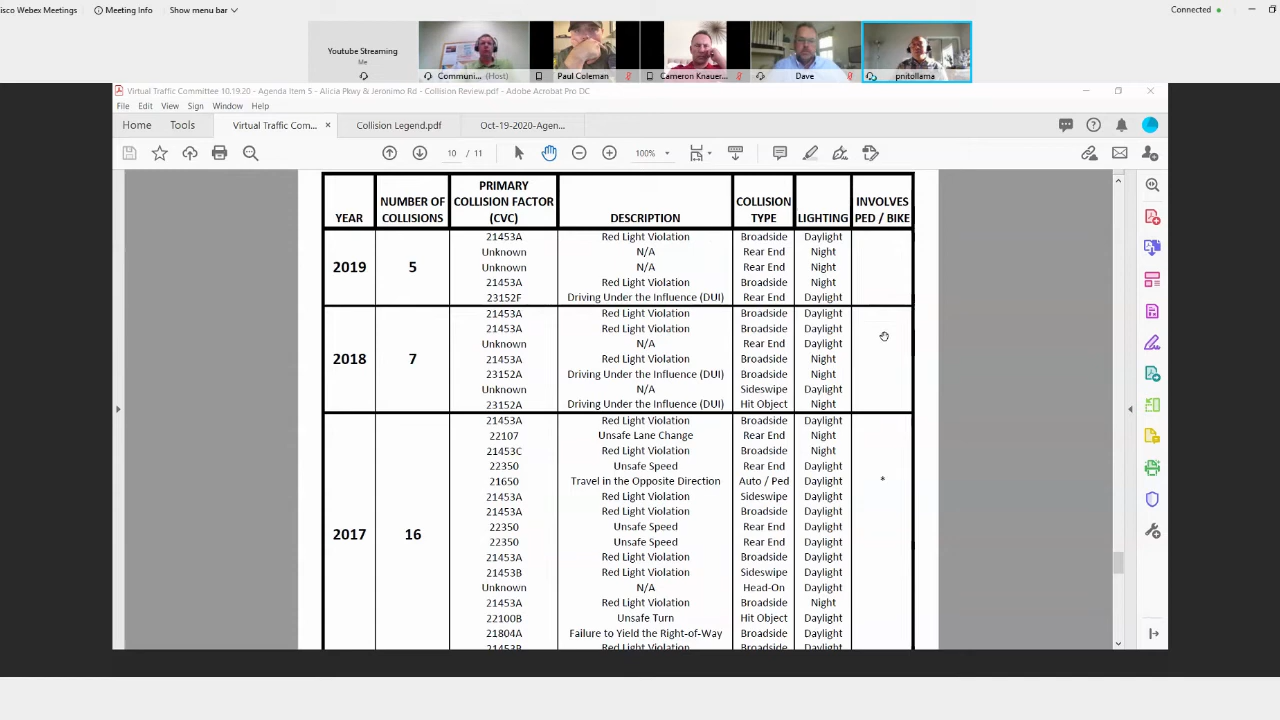 isco Webex Meetings Meeting Info Show menu bar Connected
Youtube Streaming
Me
Communi... (Host) Paul Coleman Cameron Knauer... Dave pnitollama
Virtual Traffic Committee 10.19.20 - Agenda Item 5 - Alicia Pkwy & Jeronimo Rd - Collision Review.pdf - Adobe Acrobat Pro DC
File Edit View Sign Window Help
Home Tools Virtual Traffic Com... × Collision Legend.pdf Oct-19-2020-Agen...
10 / 11 100%
YEAR NUMBER OF COLLISIONS PRIMARY COLLISION FACTOR (CVC) DESCRIPTION COLLISION TYPE LIGHTING INVOLVES PED / BIKE
21453A Red Light Violation Broadside Daylight
Unknown N/A Rear End Night
2019 5 Unknown N/A Rear End Night
21453A Red Light Violation Broadside Night
23152F Driving Under the Influence (DUI) Rear End Daylight
21453A Red Light Violation Broadside Daylight
21453A Red Light Violation Broadside Daylight
Unknown N/A Rear End Daylight
2018 7 21453A Red Light Violation Broadside Night
23152A Driving Under the Influence (DUI) Broadside Night
Unknown N/A Sideswipe Daylight
23152A Driving Under the Influence (DUI) Hit Object Night
21453A Red Light Violation Broadside Daylight
22107 Unsafe Lane Change Rear End Night
21453C Red Light Violation Broadside Night
22350 Unsafe Speed Rear End Daylight
21650 Travel in the Opposite Direction Auto / Ped Daylight *
21453A Red Light Violation Sideswipe Daylight
21453A Red Light Violation Broadside Daylight
2017 16 22350 Unsafe Speed Rear End Daylight
22350 Unsafe Speed Rear End Daylight
21453A Red Light Violation Broadside Daylight
21453B Red Light Violation Sideswipe Daylight
Unknown N/A Head-On Daylight
21453A Red Light Violation Broadside Night
22100B Unsafe Turn Hit Object Daylight
21804A Failure to Yield the Right-of-Way Broadside Daylight
21453B Red Light Violation Broadside Daylight